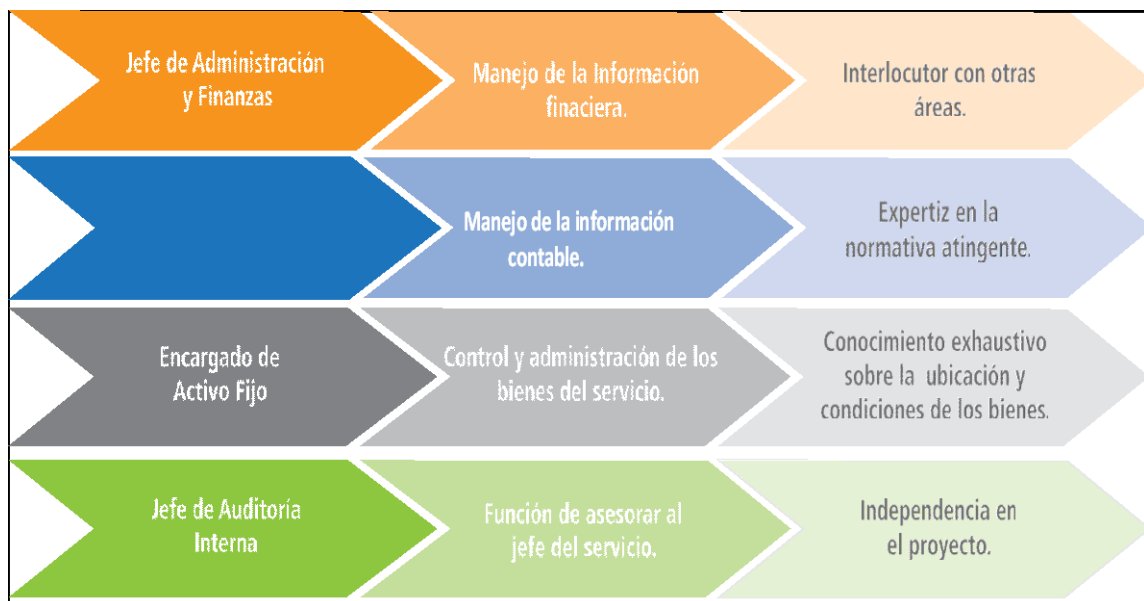 Jefe de Administración
y Finanzas
Manejo de la Información
finaciera.
Interlocutor con otras
áreas.
Manejo de la información
contable.
Expertiz en la
normativa atingente.
Encargado de
Activo Fijo
Control y administración de los
bienes del servicio.
Conocimiento exhaustivo
sobre la ubicación y
condiciones de los bienes.
Jefe de Auditoría
Interna
Función de asesorar al
jefe del servicio.
Independencia en
el proyecto.